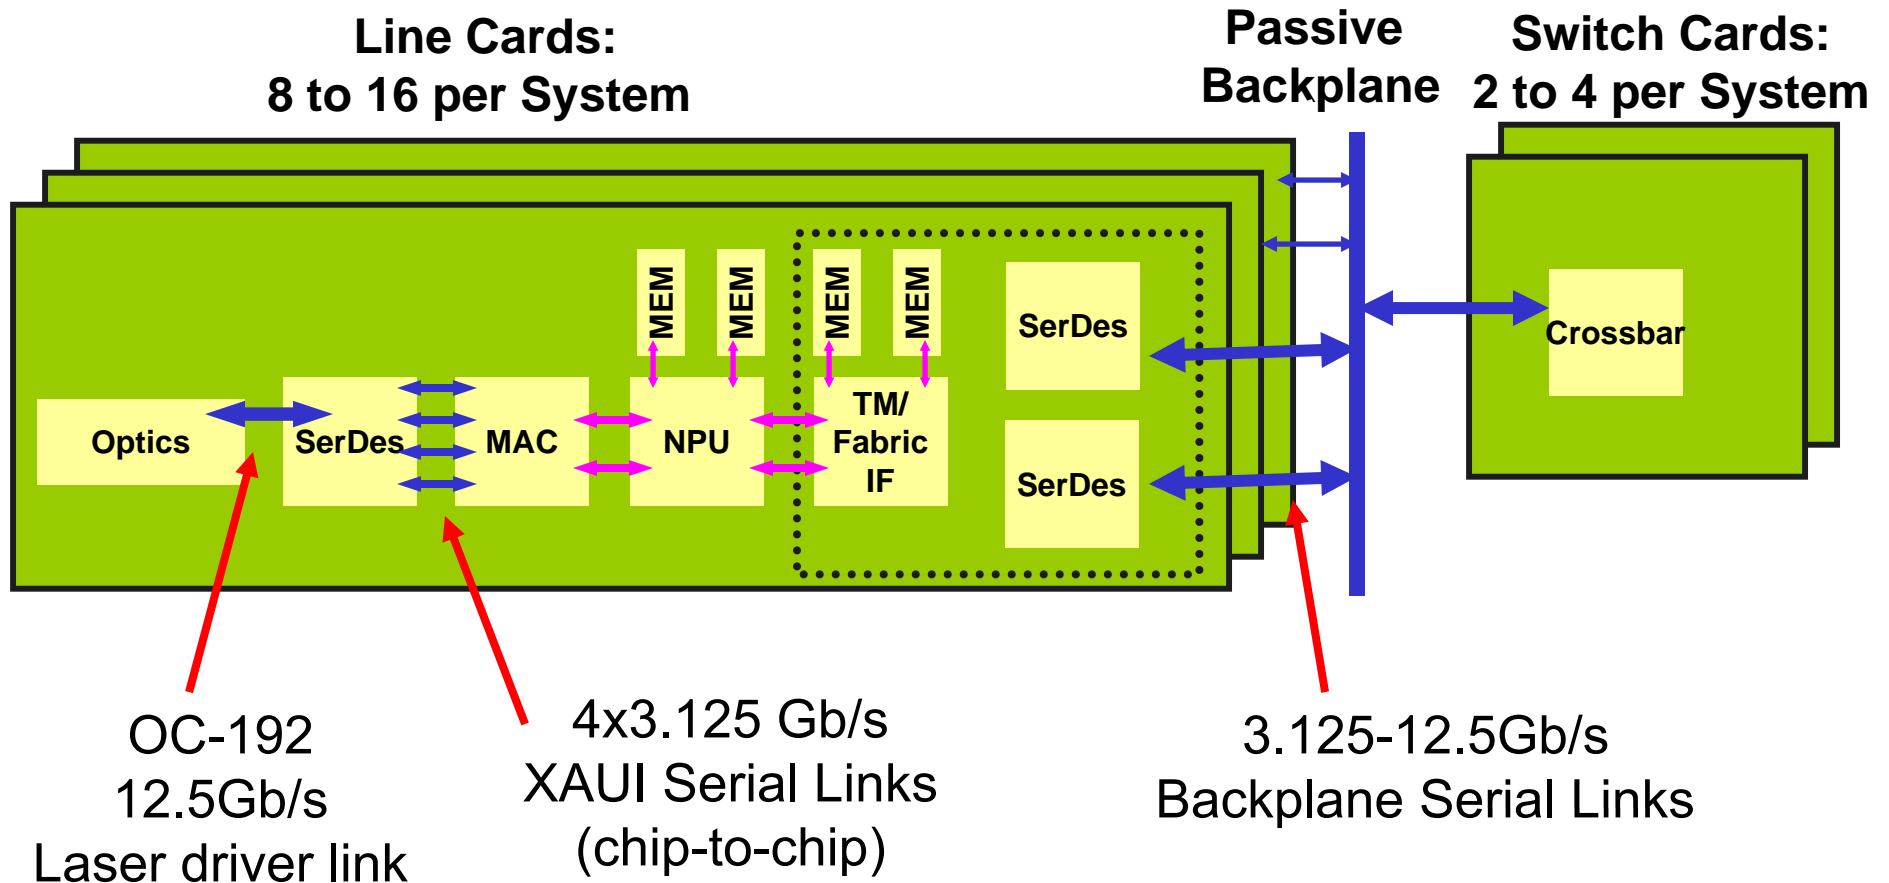 Line Cards:
8 to 16 per System
Passive
Backplane
Switch Cards:
2 to 4 per System
MEM
MEM
MEM
MEM
SerDes
Crossbar
Optics
SerDes
MAC
NPU
TM/
Fabric
IF
SerDes
OC-192
12.5Gb/s
Laser driver link
4x3.125 Gb/s
XAUI Serial Links
(chip-to-chip)
3.125-12.5Gb/s
Backplane Serial Links